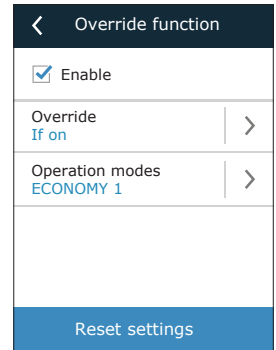 Override function
Enable
Override
If on
Operation modes
ECONOMY 1
Reset settings